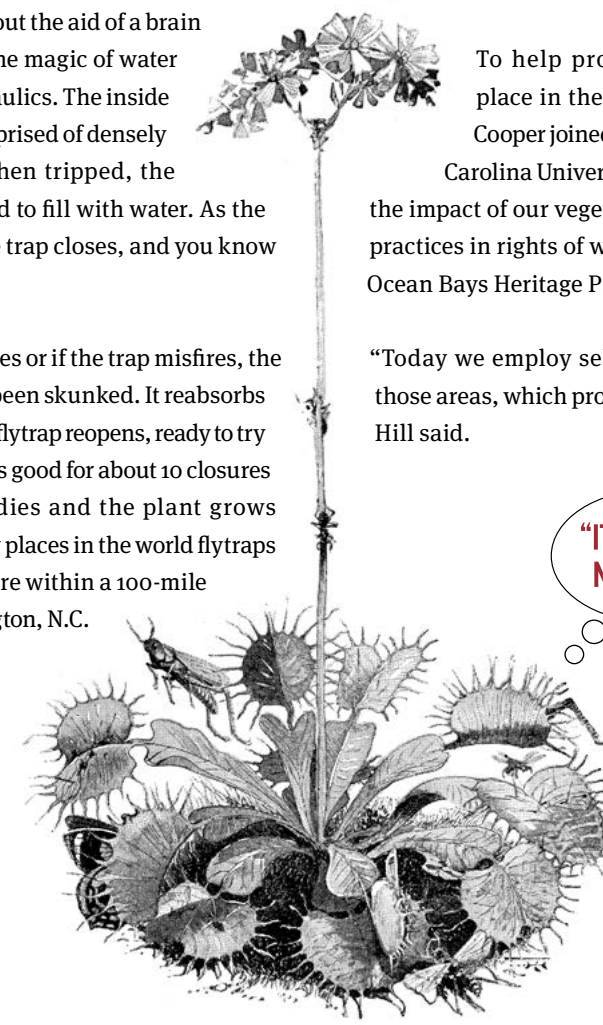 out the aid of a brain
magic of water
aulics. The inside
prised of densely
hen tripped, the
d to fill with water. As the
trap closes, and you know
es or if the trap misfires, the
been skunked. It reabsorbs
flytrap reopens, ready to try
s good for about 10 closures
dies and the plant grows
places in the world flytraps
re within a 100-mile
gton, N.C.
To help pro
place in the
Cooper joined
Carolina Univer
the impact of our vege
practices in rights of w
Ocean Bays Heritage P
“Today we employ sel
those areas, which pro
Hill said.
“IT